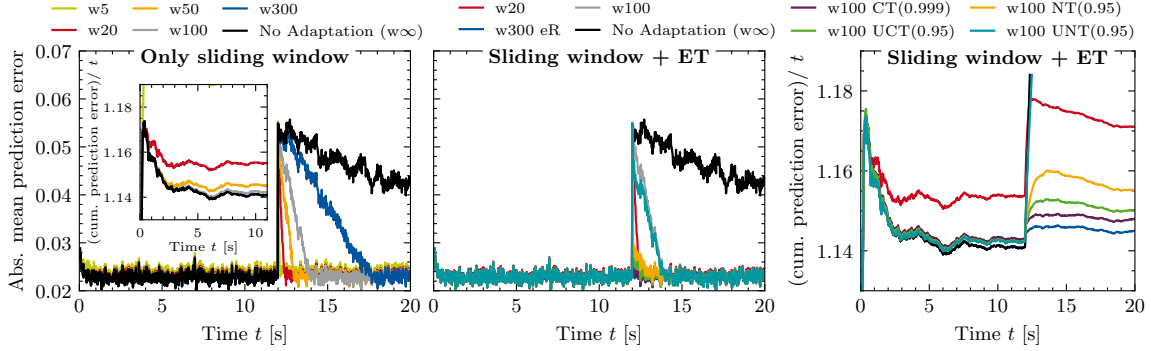 w5 w50 w300
w20 w100 No Adaptation (w∞)
w20 w100
w300 eR No Adaptation (w∞)
w100 CT(0.999) w100 NT(0.95)
w100 UCT(0.95) w100 UNT(0.95)
Only sliding window
Abs. mean prediction error
0.07
0.06
0.05
0.04
0.03
0.02
0 5 10 15 20
Time t [s]
(cum. prediction error)/ t
1.18
1.16
1.14
0 5 10
Time t [s]
Sliding window + ET
0 5 10 15 20
Time t [s]
Sliding window + ET
(cum. prediction error)/ t
1.18
1.16
1.14
0 5 10 15 20
Time t [s]